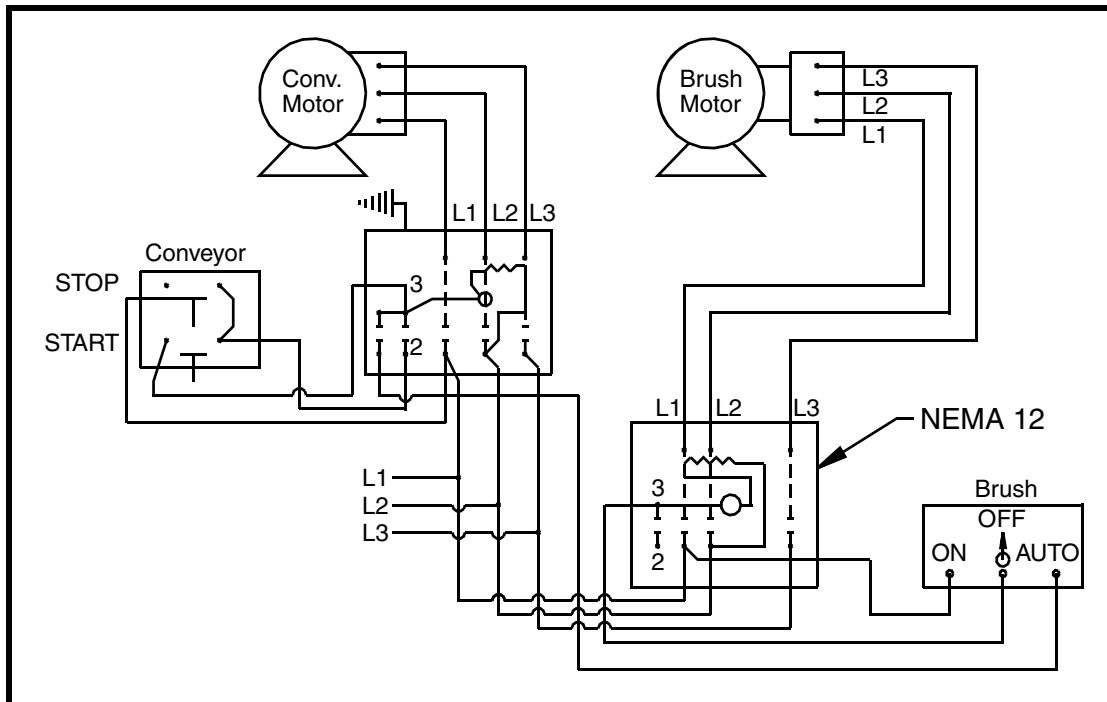 Conv.
Motor
Brush
Motor
L3
L2
L1
L1 L2 L3
Conveyor
STOP
START
3
2
L1
L2
L3
L1 L2 L3
NEMA 12
3
2
Brush
OFF
ON AUTO